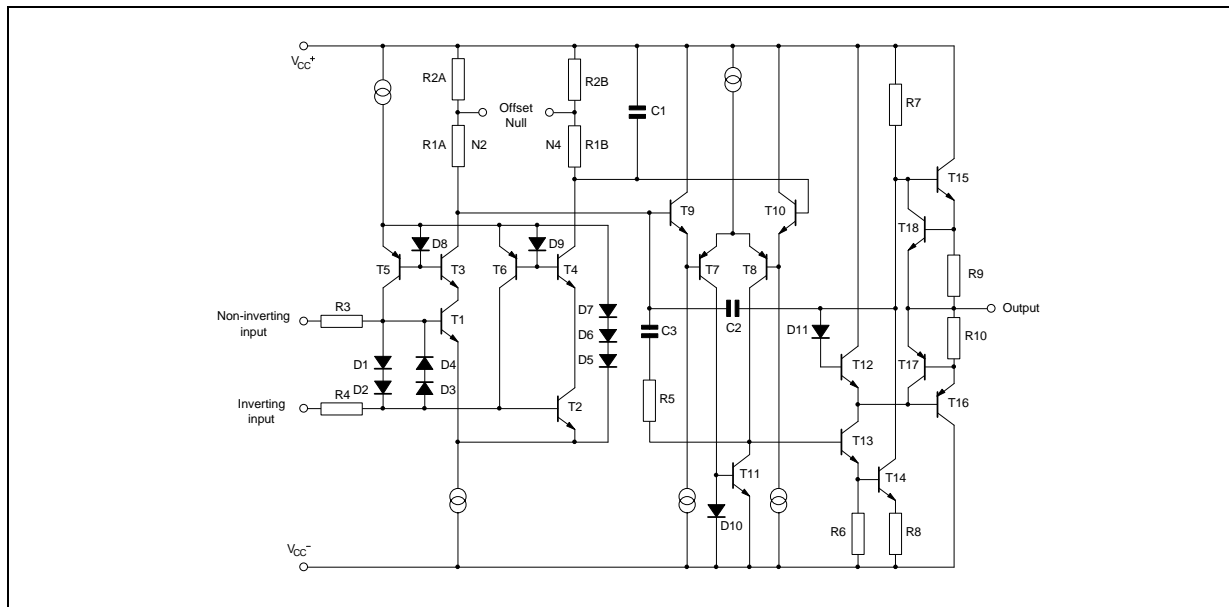 VCC+
R2A
R2B
Offset
Null
C1
R7
R1A
N2
N4
R1B
T15
T9
T10
T18
D8
D9
T5
T3
T6
T4
T7
T8
R9
Non-inverting
input
R3
T1
D7
D6
D5
C3
C2
D11
Output
R10
D1
D2
D4
D3
T12
T17
T16
Inverting
input
R4
T2
R5
T13
T11
T14
D10
R6
R8
VCC−